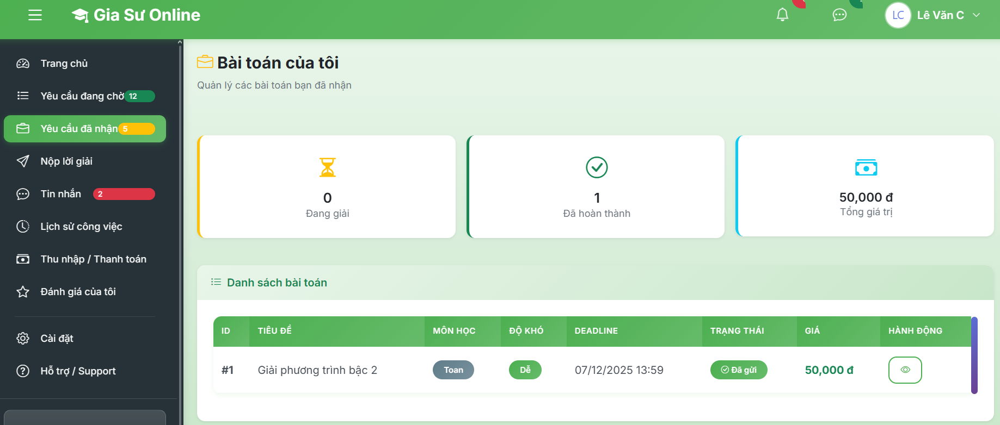 Gia Sư Online
LC
Lê Văn C
Trang chủ
Yêu cầu đang chờ 12
Yêu cầu đã nhận 5
Nộp lời giải
Tin nhắn 2
Lịch sử công việc
Thu nhập / Thanh toán
Đánh giá của tôi
Cài đặt
Hỗ trợ / Support
Bài toán của tôi
Quản lý các bài toán bạn đã nhận
0
Đang giải
1
Đã hoàn thành
50,000 đ
Tổng giá trị
Danh sách bài toán
ID TIÊU ĐỀ MÔN HỌC ĐỘ KHÓ DEADLINE TRẠNG THÁI GIÁ HÀNH ĐỘNG
#1 Giải phương trình bậc 2 Toan Dễ 07/12/2025 13:59 Đã gửi 50,000 đ